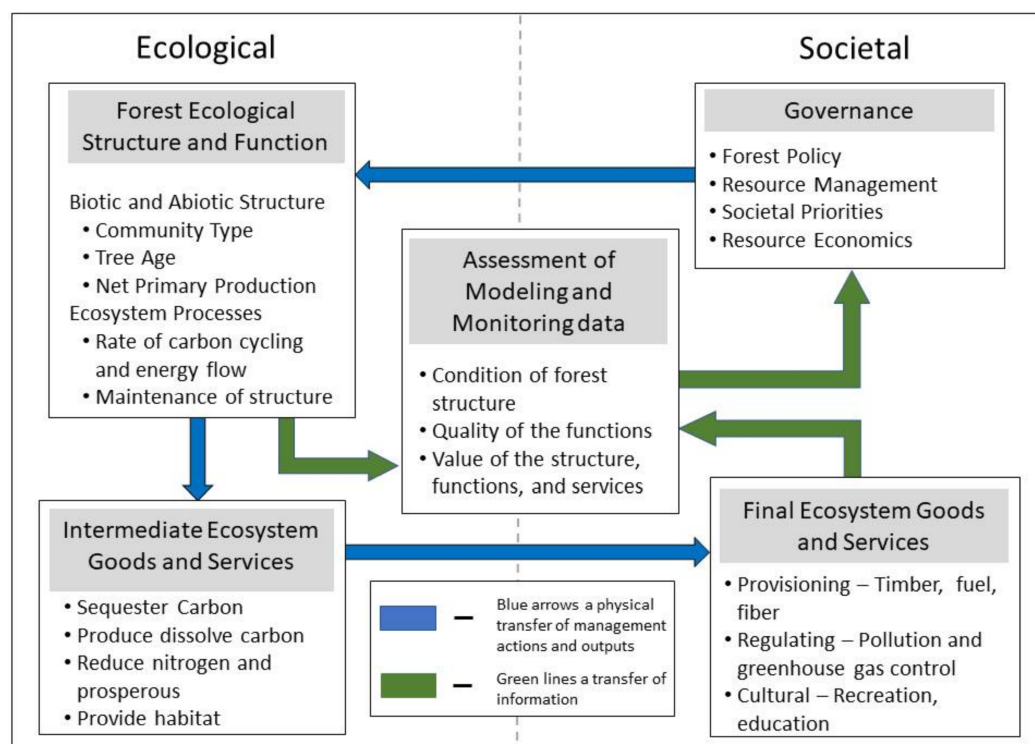 Ecological
Societal
Forest Ecological
Structure and Function
Biotic and Abiotic Structure
• Community Type
• Tree Age
• Net Primary Production
Ecosystem Processes
• Rate of carbon cycling
and energy flow
• Maintenance of structure
Governance
• Forest Policy
• Resource Management
• Societal Priorities
• Resource Economics
Assessment of
Modeling and
Monitoring data
• Condition of forest
structure
• Quality of the functions
• Value of the structure,
functions, and services
Intermediate Ecosystem
Goods and Services
• Sequester Carbon
• Produce dissolve carbon
• Reduce nitrogen and
prosperous
• Provide habitat
Final Ecosystem Goods
and Services
• Provisioning – Timber, fuel,
fiber
• Regulating – Pollution and
greenhouse gas control
• Cultural – Recreation,
education
– Blue arrows a physical
transfer of management
actions and outputs
– Green lines a transfer of
information